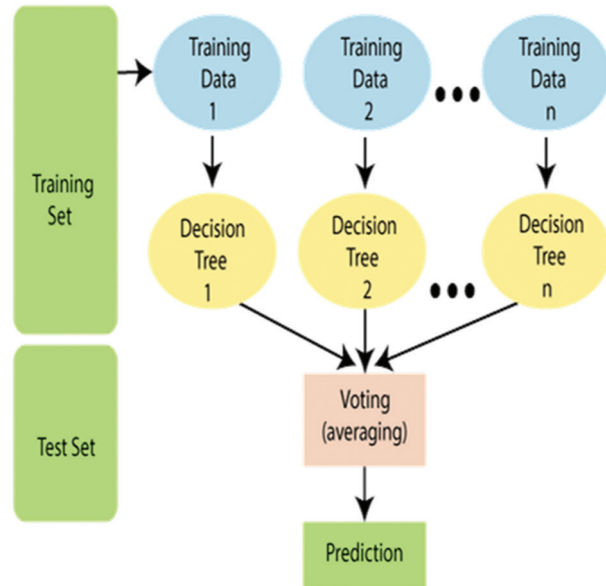 Training
Set
Training
Data
1
Training
Data
2
Training
Data
n
Decision
Tree
1
Decision
Tree
2
Decision
Tree
n
Test Set
Voting
(averaging)
Prediction